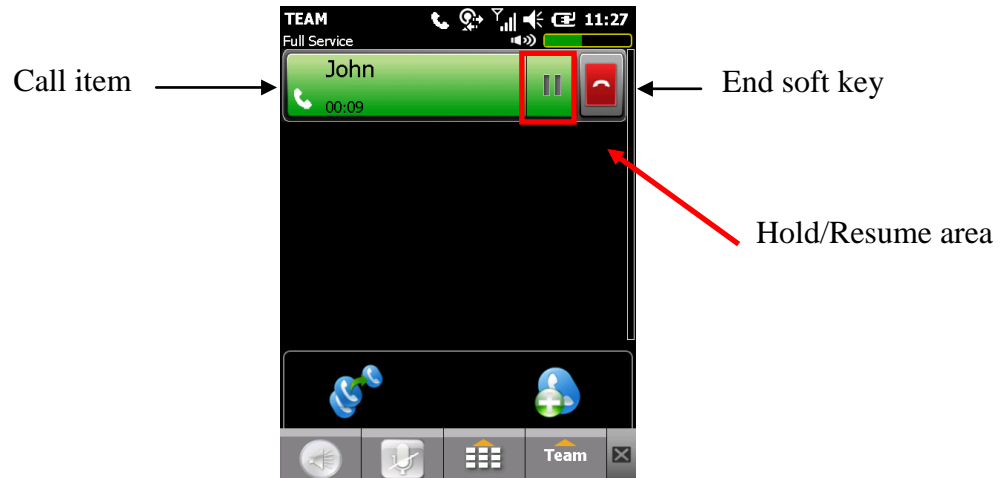 TEAM 11:27
Full Service
John
00:09
Call item
End soft key
Hold/Resume area
Team